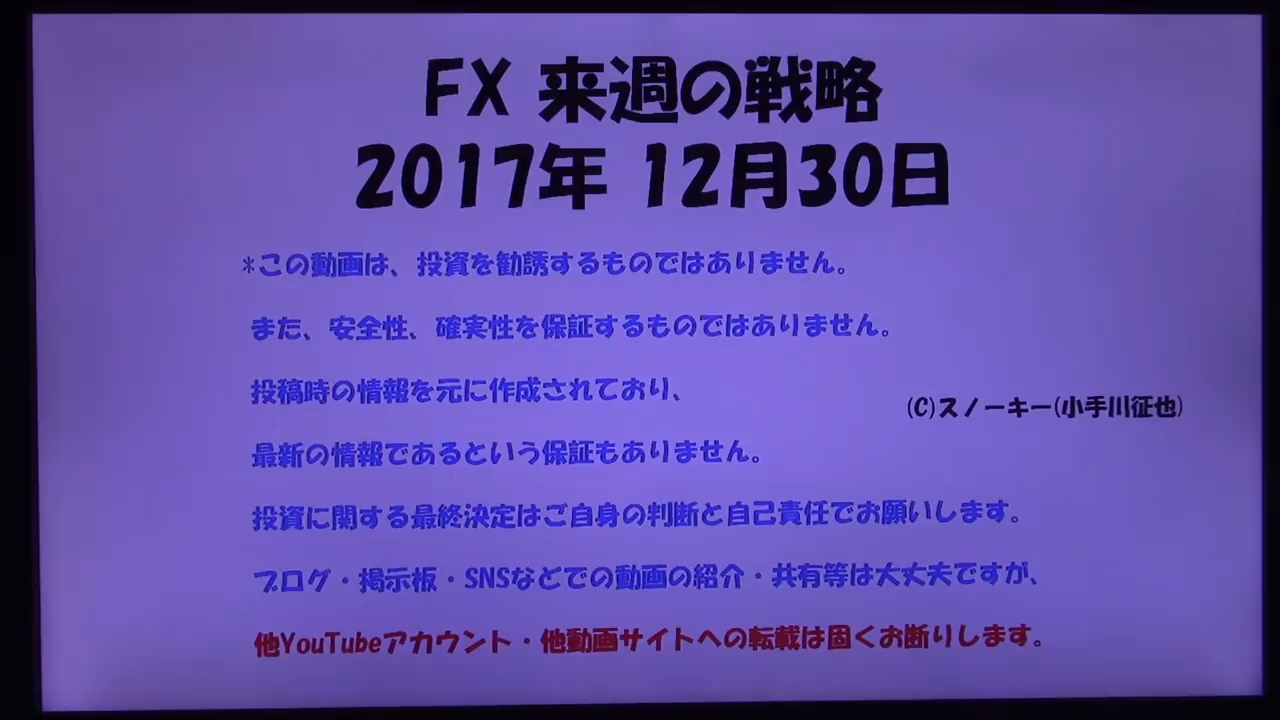 FX 来週の戦略
2017年 12月30日
*この動画は、投資を勧誘するものではありません。
また、安全性、確実性を保証するものではありません。
投稿時の情報を元に作成されており、
(C)スノーキー(小手川征也)
最新の情報であるという保証もありません。
投資に関する最終決定はご自身の判断と自己責任でお願いします。
ブログ・掲示板・SNSなどでの動画の紹介・共有等は大丈夫ですが、
他YouTubeアカウント・他動画サイトへの転載は固くお断りします。